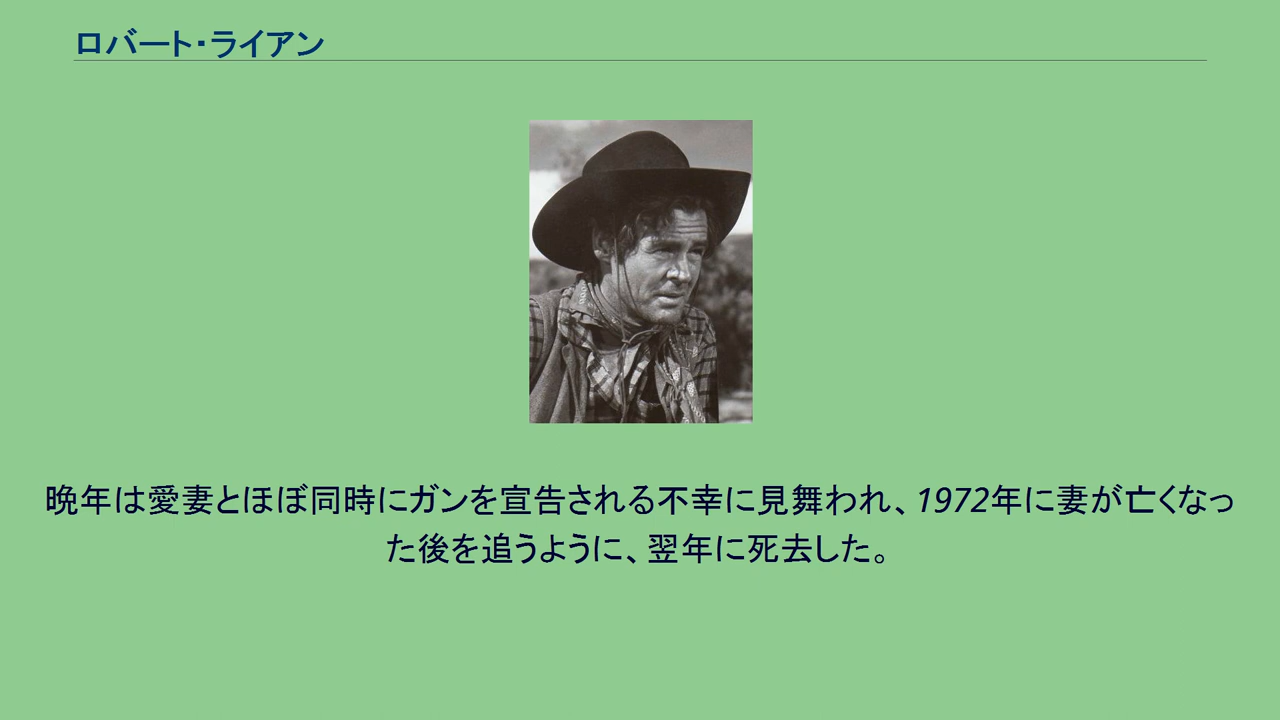 ロバート・ライアン
晩年は愛妻とほぼ同時にガンを宣告される不幸に見舞われ、1972年に妻が亡くなっ
た後を追うように、翌年に死去した。